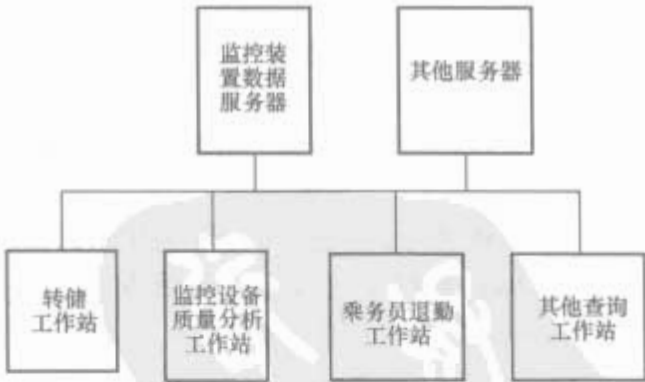 监控装
置数据
服务器
其他服务器
转储
工作站
监控设备
质量分析
工作站
乘务员退勤
工作站
其他查询
工作站